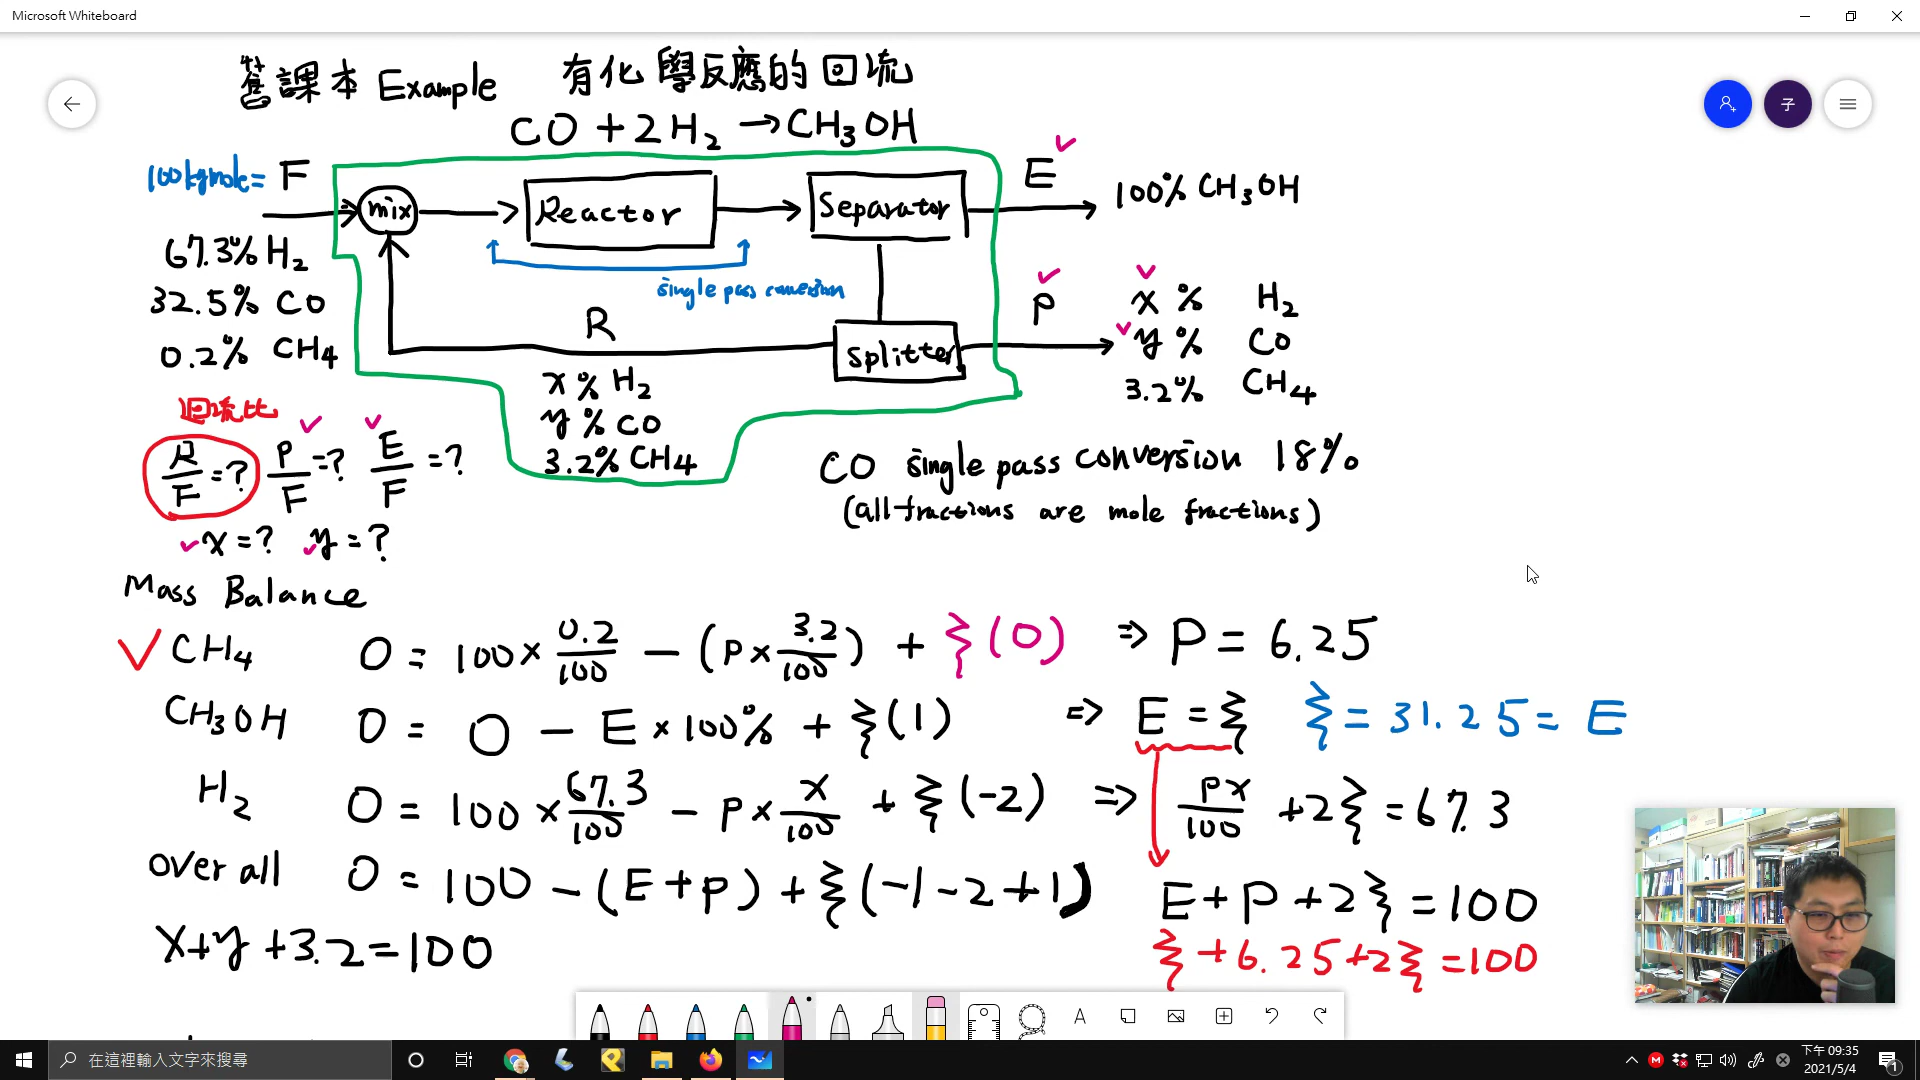 Microsoft Whiteboard
舊課本 Example 有化學反應的回流
CO + 2H₂ → CH₃OH
100kgmole = F
mix
Reactor
Separator
E
100% CH₃OH
子
67.3% H₂
32.5% CO
0.2% CH₄
single pass conversion
R
Splitter
P
x % H₂
y % CO
3.2% CH₄
x % H₂
y % CO
3.2% CH₄
回流比
R/F = ? P/F = ? E/F = ?
x = ? y = ?
CO single pass conversion 18%
(all fractions are mole fractions)
Mass Balance
CH₄ 0 = 100 × 0.2/100 − (P × 3.2/100) + ξ(0) ⇒ P = 6.25
CH₃OH 0 = 0 − E × 100% + ξ(1) ⇒ E = ξ ξ = 31.25 = E
H₂ 0 = 100 × 67.3/100 − P × x/100 + ξ(-2) ⇒ Px/100 + 2ξ = 67.3
over all 0 = 100 − (E + P) + ξ(-1-2+1) E + P + 2ξ = 100
x + y + 3.2 = 100 ξ + 6.25 + 2ξ = 100
A
在這裡輸入文字來搜尋
下午 09:35
2021/5/4
1